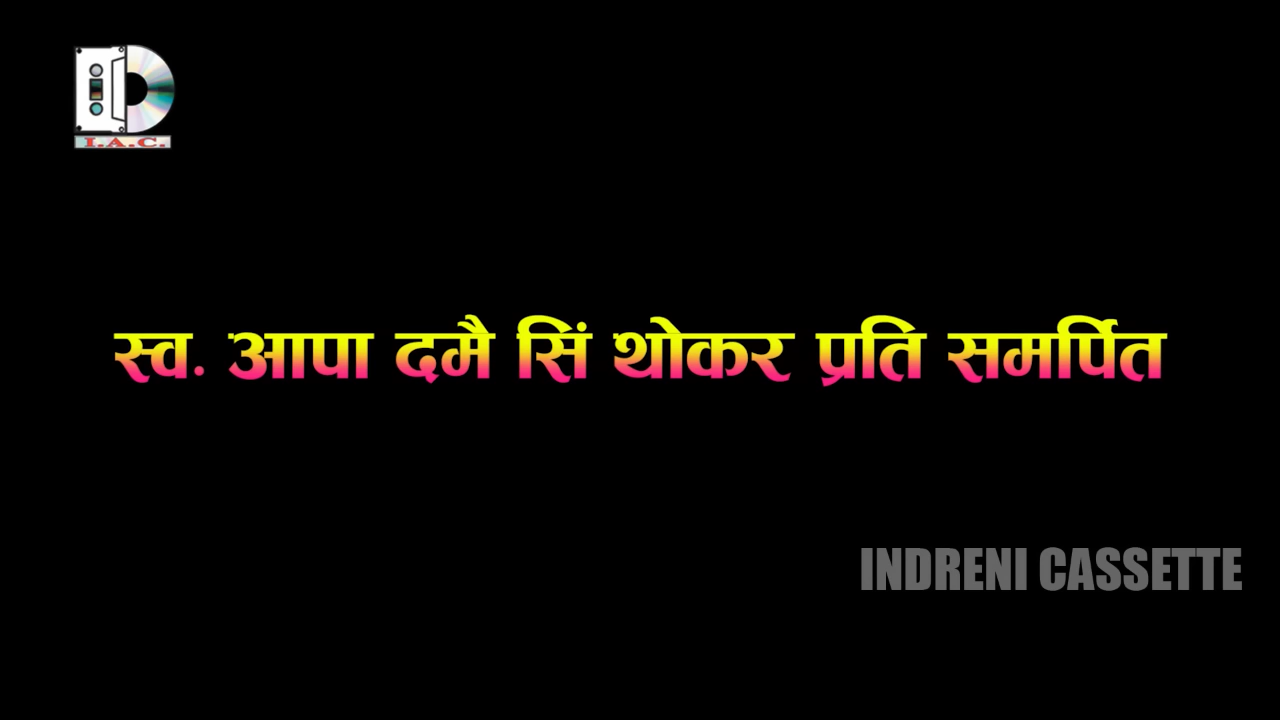 I.A.C.
स्व. आपा दमै सिं थोकर प्रति समर्पित
INDRENI CASSETTE